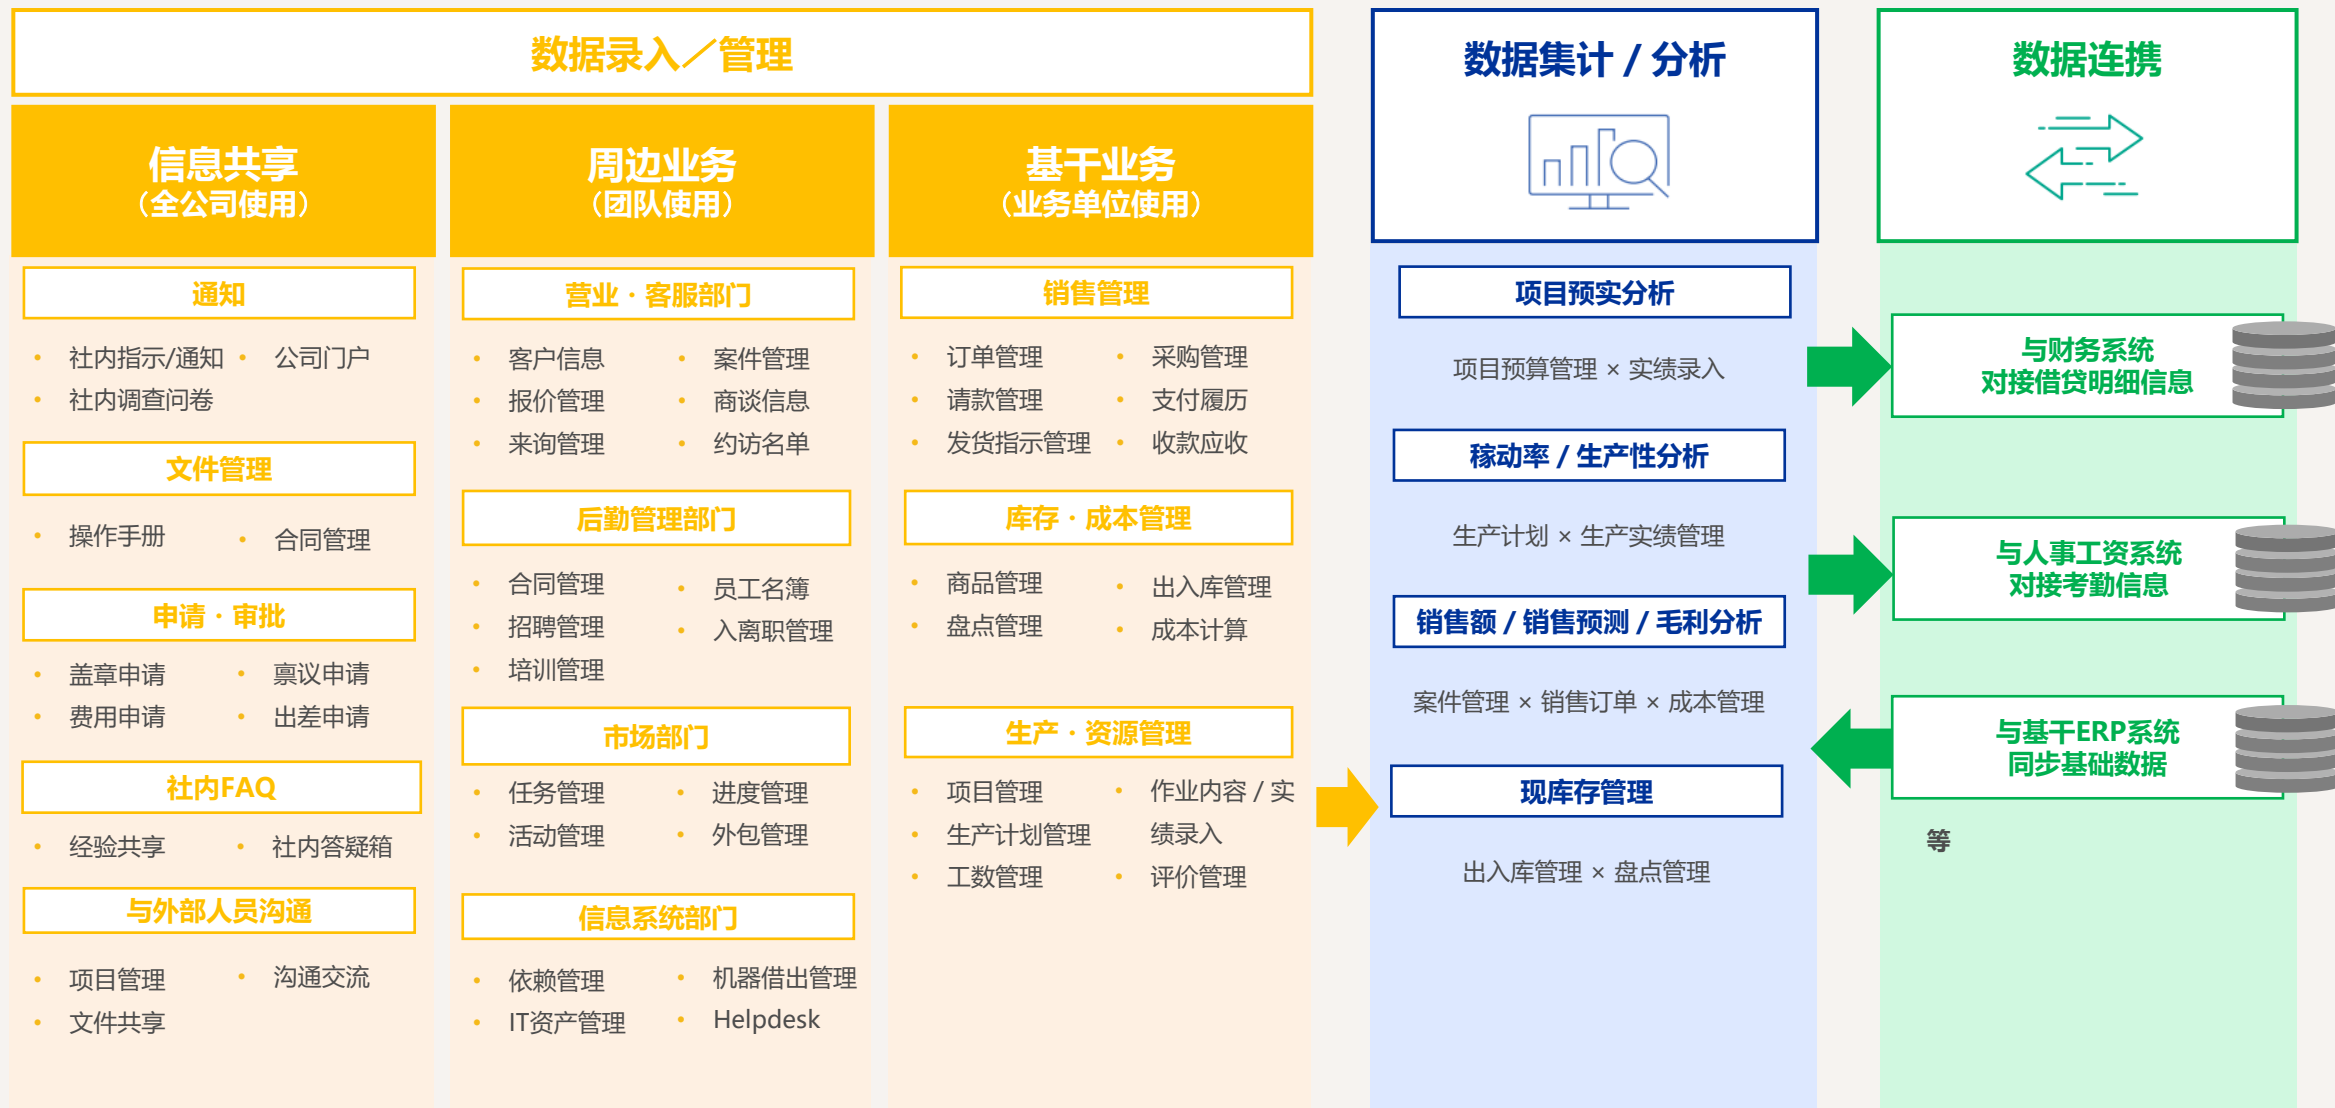 数据录入／管理
信息共享
（全公司使用）
通知
社内指示/通知
公司门户
社内调查问卷
文件管理
操作手册
合同管理
申请 · 审批
盖章申请
禀议申请
费用申请
出差申请
社内FAQ
经验共享
社内答疑箱
与外部人员沟通
项目管理
沟通交流
文件共享
周边业务
（团队使用）
营业 · 客服部门
客户信息
案件管理
报价管理
商谈信息
来询管理
约访名单
后勤管理部门
合同管理
员工名簿
招聘管理
入离职管理
培训管理
市场部门
任务管理
进度管理
活动管理
外包管理
信息系统部门
依赖管理
机器借出管理
IT资产管理
Helpdesk
基干业务
（业务单位使用）
销售管理
订单管理
采购管理
请款管理
支付履历
发货指示管理
收款应收
库存 · 成本管理
商品管理
出入库管理
盘点管理
成本计算
生产 · 资源管理
项目管理
作业内容 / 实
绩录入
生产计划管理
工数管理
评价管理
数据集计 / 分析
项目预实分析
项目预算管理 × 实绩录入
稼动率 / 生产性分析
生产计划 × 生产实绩管理
销售额 / 销售预测 / 毛利分析
案件管理 × 销售订单 × 成本管理
现库存管理
出入库管理 × 盘点管理
数据连携
与财务系统
对接借贷明细信息
与人事工资系统
对接考勤信息
与基干ERP系统
同步基础数据
等